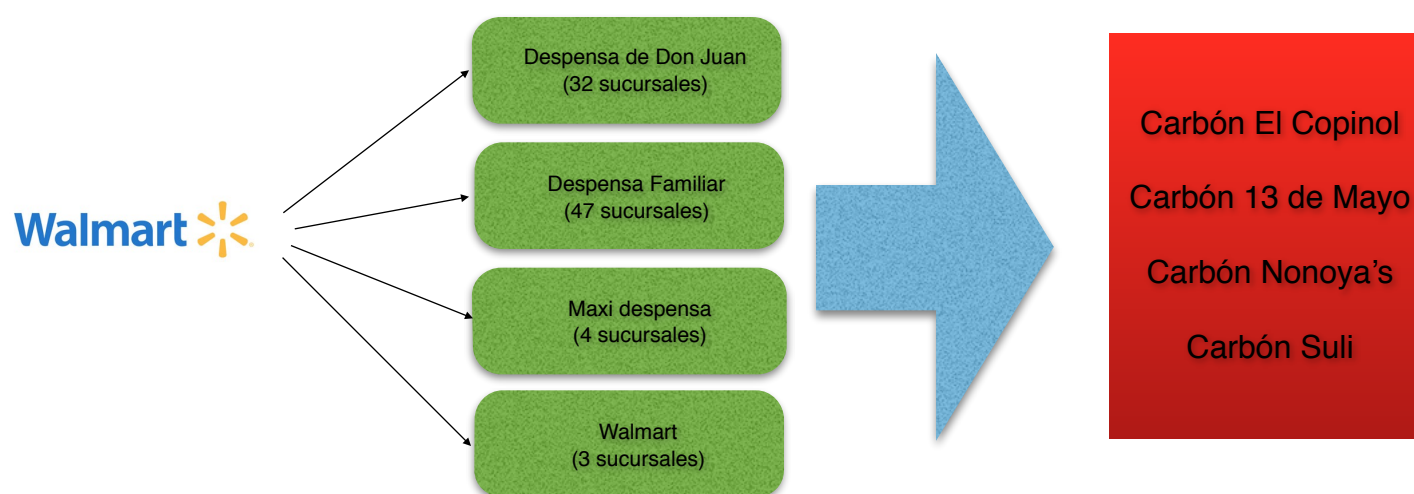 Walmart
Despensa de Don Juan
(32 sucursales)
Despensa Familiar
(47 sucursales)
Maxi despensa
(4 sucursales)
Walmart
(3 sucursales)
Carbón El Copinol
Carbón 13 de Mayo
Carbón Nonoya’s
Carbón Suli